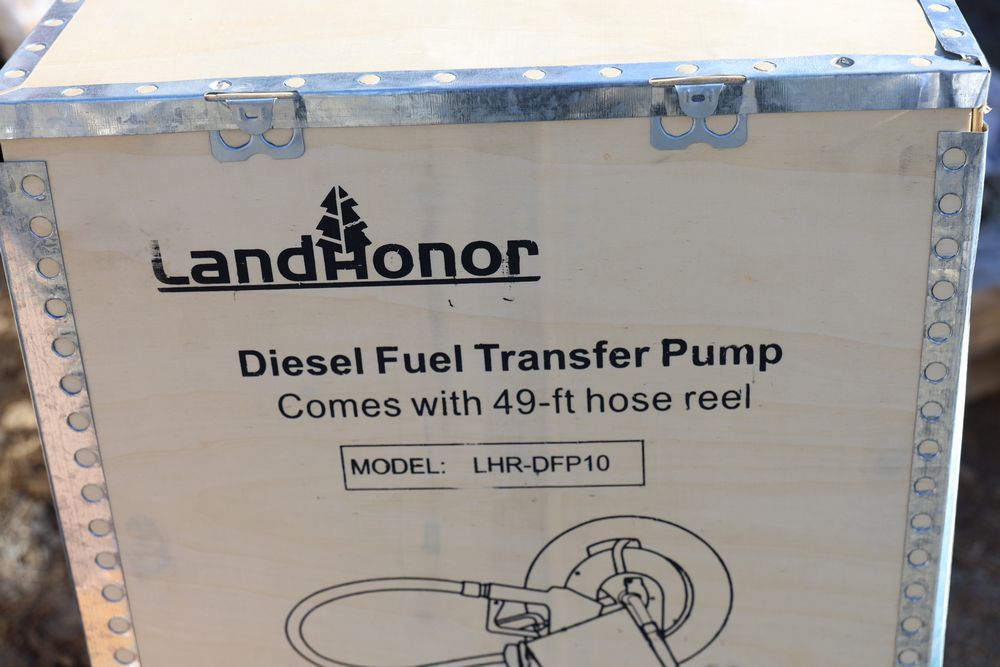 LandHonor
Diesel Fuel Transfer Pump
Comes with 49-ft hose reel
MODEL: LHR-DFP10